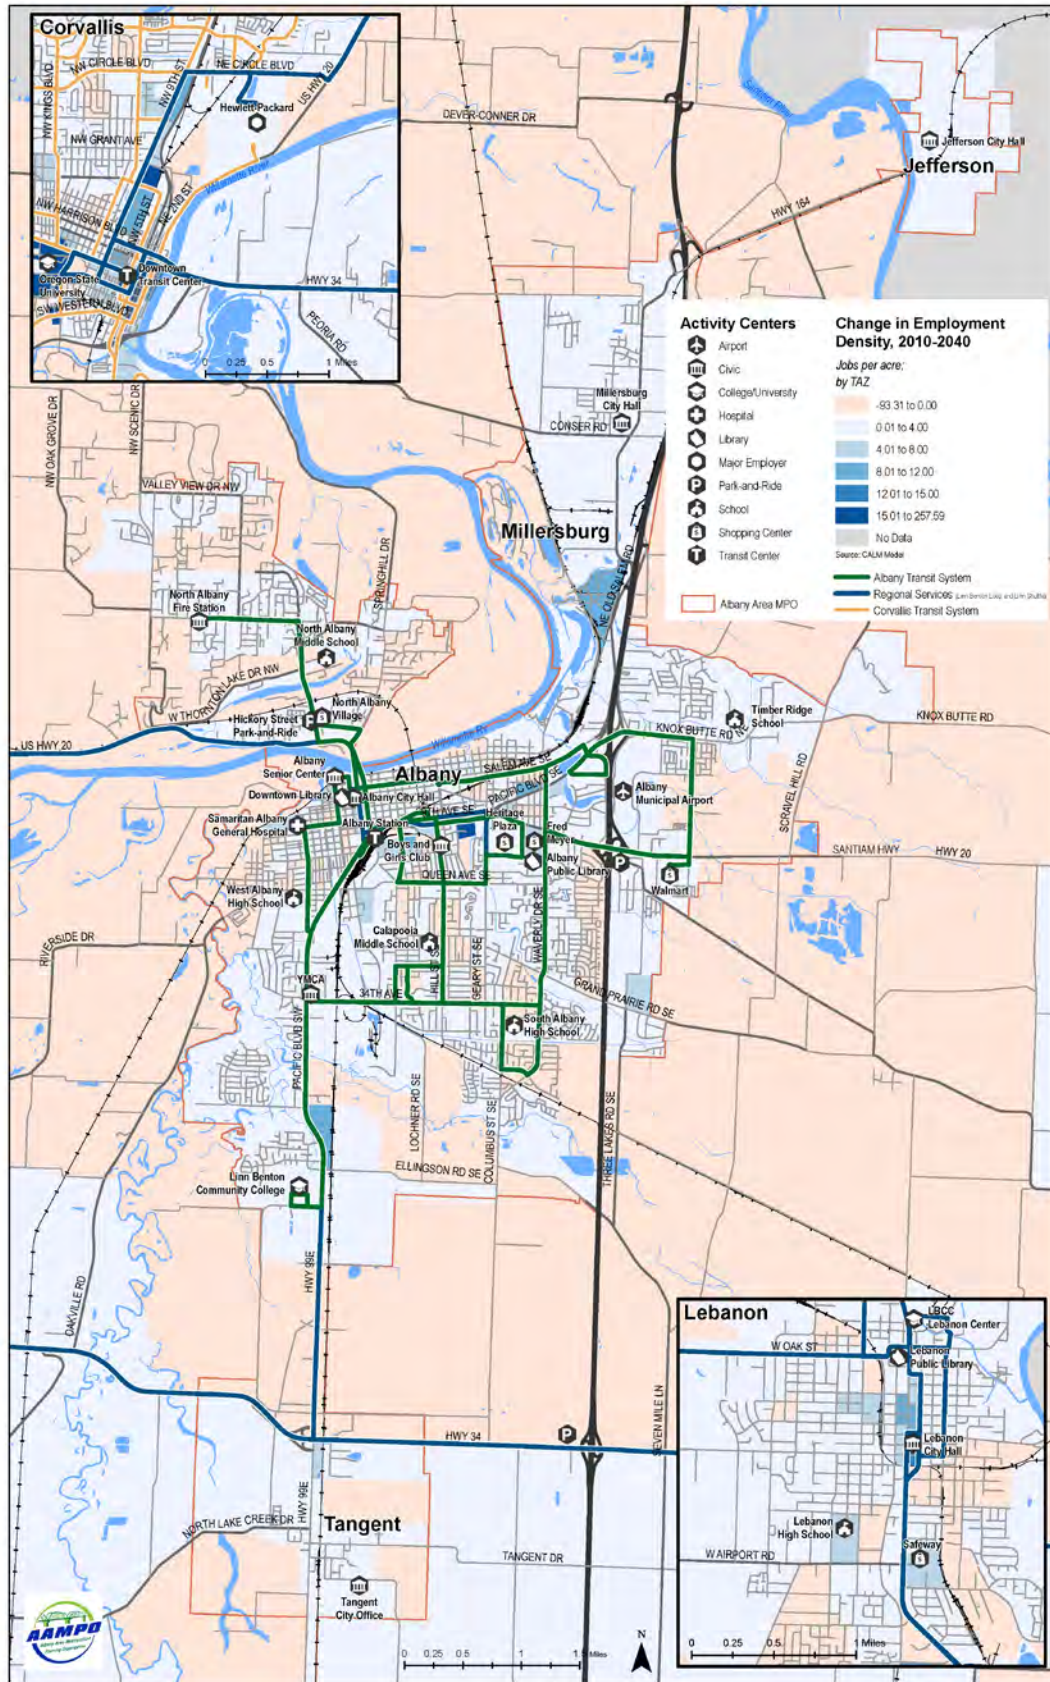 Corvallis
NW CIRCLE BLVD
NE CIRCLE BLVD
NW KINGS BLVD
NW 9TH ST
US HWY 20
Hewlett-Packard
NW GRANT AVE
Willamette River
NW HARRISON BLVD
NW 5TH ST
NE 2ND ST
Oregon State
University
Downtown
Transit Center
SW WESTERN BLVD
HWY 34
PEORIA RD
0 0.25 0.5 1 Miles
DEVER-CONNER DR
Santiam River
Jefferson City Hall
Jefferson
HWY 164
Activity Centers
Airport
Civic
College/University
Hospital
Library
Major Employer
Park-and-Ride
School
Shopping Center
Transit Center
Albany Area MPO
Change in Employment
Density, 2010-2040
Jobs per acre;
by TAZ
-93.31 to 0.00
0.01 to 4.00
4.01 to 8.00
8.01 to 12.00
12.01 to 15.00
15.01 to 257.59
No Data
Source: CALM Model
Albany Transit System
Regional Services (Linn Benton Loop and Linn Shuttle)
Corvallis Transit System
NW OAK GROVE DR
NW SCENIC DR
VALLEY VIEW DR NW
SPRINGHILL DR
Millersburg
City Hall
CONSER RD
Millersburg
NE OLD SALEM RD
North Albany
Fire Station
North Albany
Middle School
W THORNTON LAKE DR NW
North Albany
Village
Hickory Street
Park-and-Ride
US HWY 20
Willamette Rv
Timber Ridge
School
KNOX BUTTE RD
KNOX BUTTE RD NE
SCRAVEL HILL RD
Albany
Senior Center
Albany
SALEM AVE SE
PACIFIC BLVD SE
Downtown Library
Albany City Hall
Albany
Municipal Airport
Samaritan Albany
General Hospital
Albany Station
Heritage
Plaza
Fred
Meyer
Boys and
Girls Club
Albany
Public Library
QUEEN AVE SE
SANTIAM HWY
HWY 20
Walmart
West Albany
High School
RIVERSIDE DR
Calapooia
Middle School
HILL ST SE
GEARY ST SE
WAVERLY DR SE
YMCA
34TH AVE
GRAND PRAIRIE RD SE
South Albany
High School
PACIFIC BLVD SW
LOCHNER RD SE
COLUMBUS ST SE
THREE LAKES RD SE
ELLINGSON RD SE
Linn Benton
Community College
HWY 99E
OAKVILLE RD
SEVEN MILE LN
HWY 34
HWY 99E
NORTH LAKE CREEK DR
Tangent
TANGENT DR
Tangent
City Office
Lebanon
LBCC
Lebanon Center
W OAK ST
Lebanon
Public Library
Lebanon
City Hall
Lebanon
High School
W AIRPORT RD
Safeway
0 0.25 0.5 1 Miles
AAMPO
N
0 0.25 0.5 1 1.5 Miles